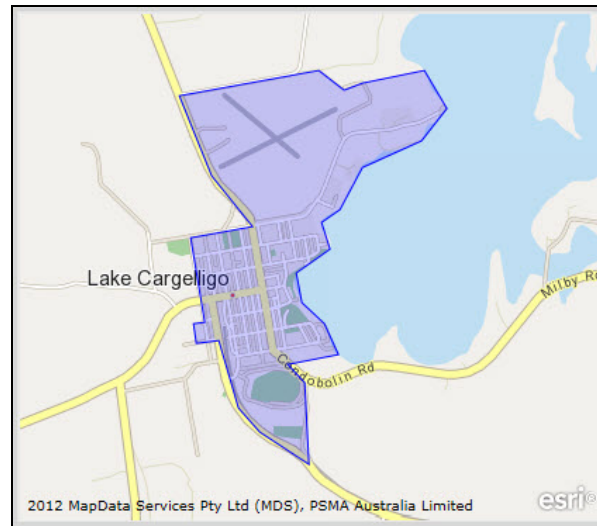 Lake Cargelligo
Milby Rd
Condobolin Rd
2012 MapData Services Pty Ltd (MDS), PSMA Australia Limited
esri